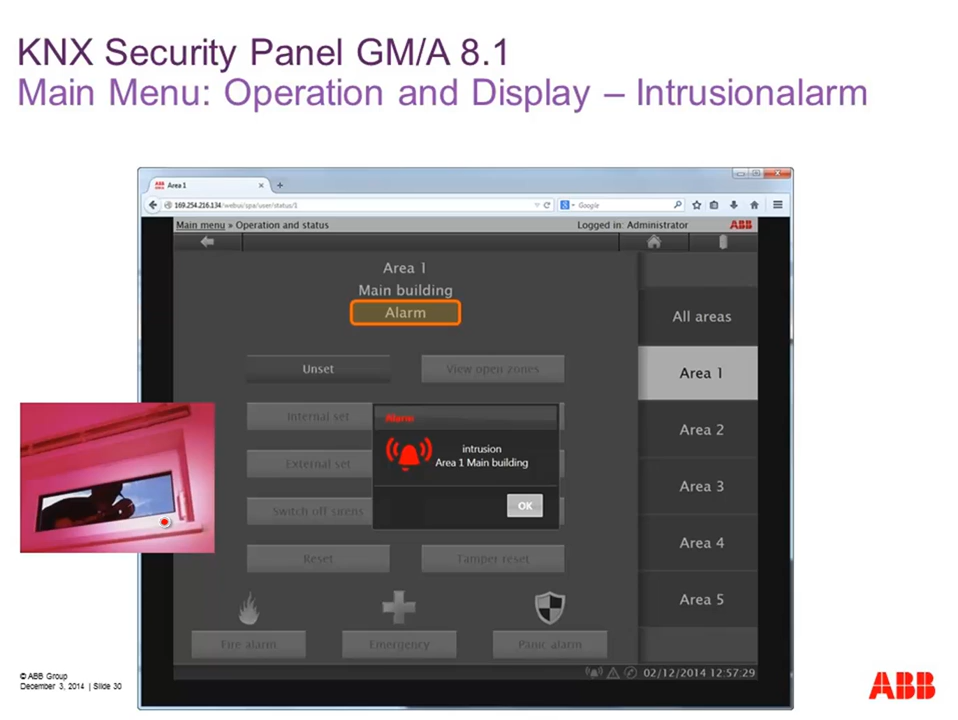 KNX Security Panel GM/A 8.1
Main Menu: Operation and Display – Intrusionalarm
ABB Area 1
169.254.216.134/webui/spa/user/status/1
Google
Main menu » Operation and status
Logged in: Administrator
ABB
Area 1
Main building
Alarm
All areas
Unset
View open zones
Area 1
Internal set
Alarm
intrusion
Area 1 Main building
Area 2
External set
Area 3
OK
Switch off sirens
Area 4
Reset
Tamper reset
Area 5
Fire alarm
Emergency
Panic alarm
02/12/2014 12:57:29
© ABB Group
December 3, 2014 | Slide 30
ABB